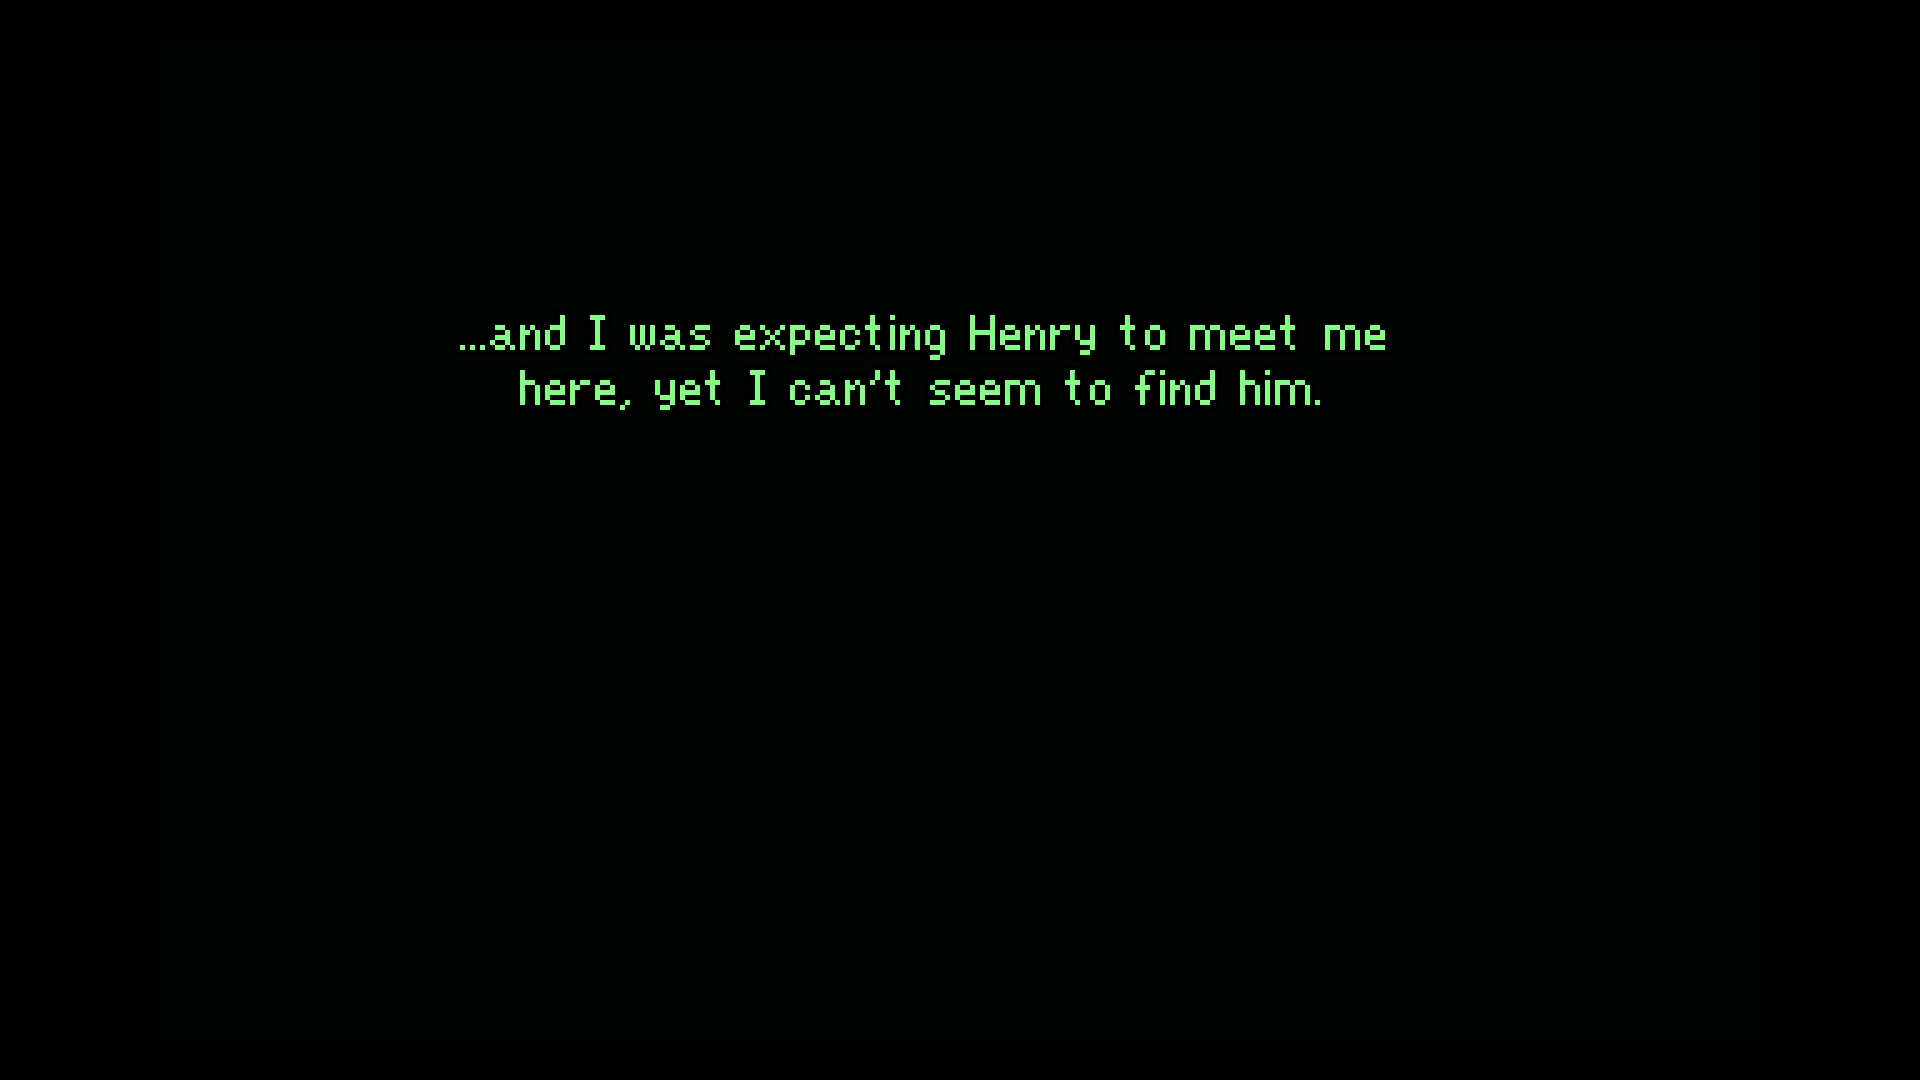 ...and I was expecting Henry to meet me
here, yet I can't seem to find him.